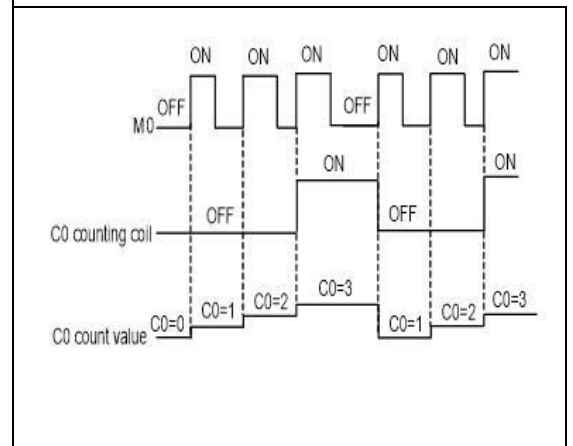 ON ON ON ON ON ON
OFF OFF
M0
ON ON
OFF OFF
C0 counting coil
C0=0 C0=1 C0=2 C0=3 C0=1 C0=2 C0=3
C0 count value